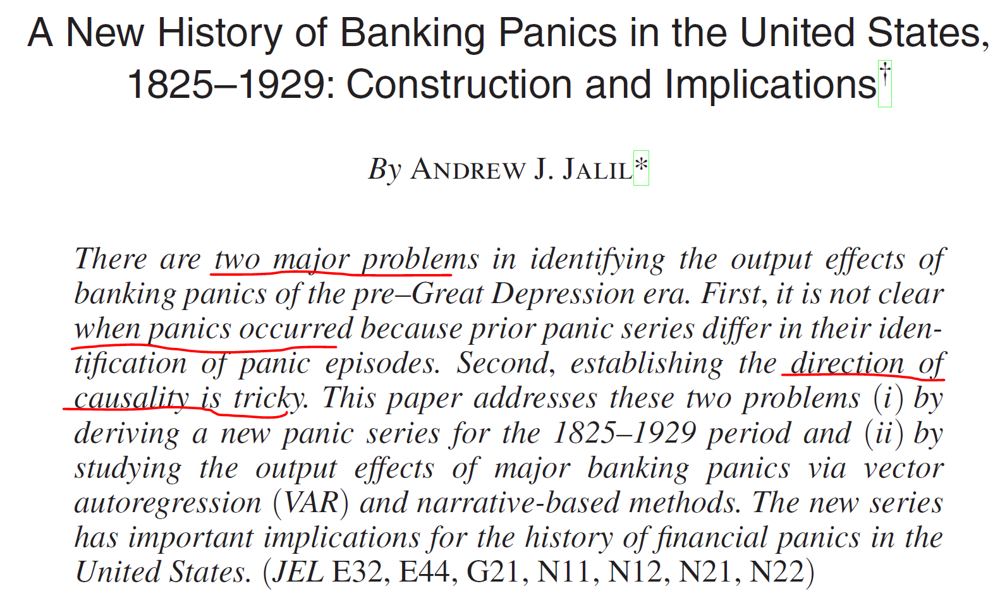 A New History of Banking Panics in the United States,
1825–1929: Construction and Implications†
By ANDREW J. JALIL*
There are two major problems in identifying the output effects of
banking panics of the pre–Great Depression era. First, it is not clear
when panics occurred because prior panic series differ in their iden-
tification of panic episodes. Second, establishing the direction of
causality is tricky. This paper addresses these two problems (i) by
deriving a new panic series for the 1825–1929 period and (ii) by
studying the output effects of major banking panics via vector
autoregression (VAR) and narrative-based methods. The new series
has important implications for the history of financial panics in the
United States. (JEL E32, E44, G21, N11, N12, N21, N22)